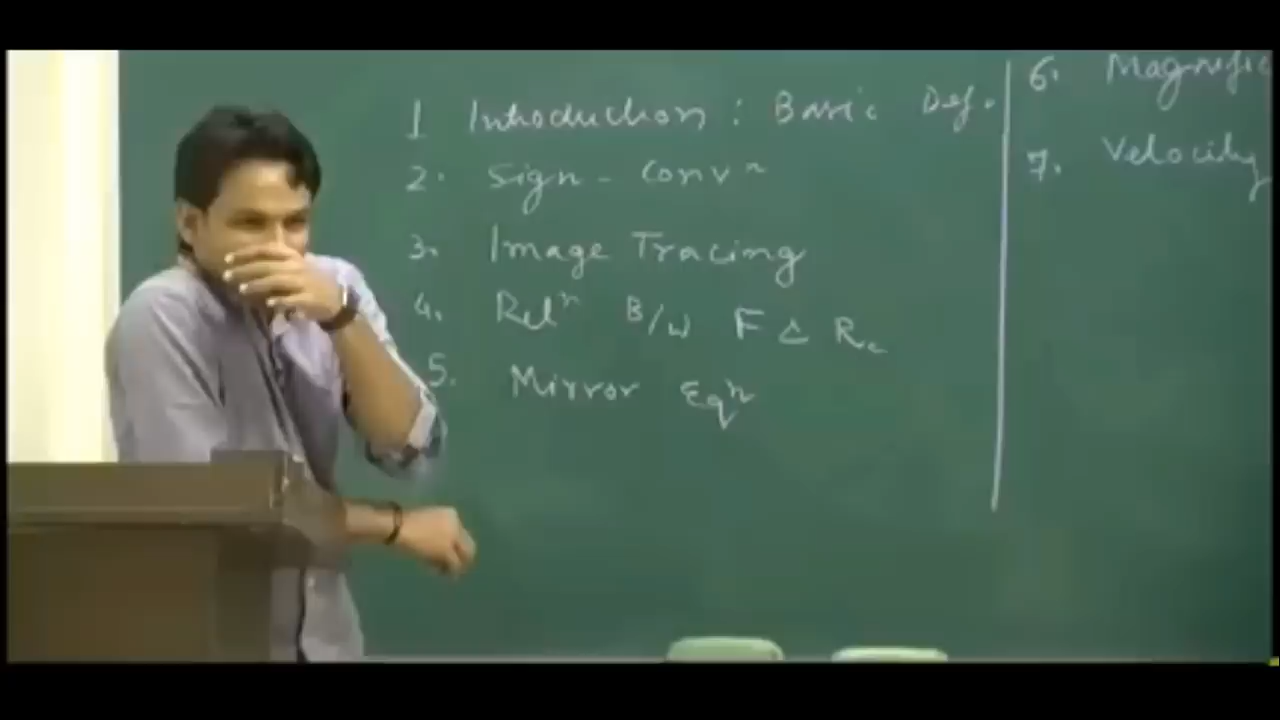 1 Introduction : Basic Def.
2. Sign - Convⁿ
3. Image Tracing
4. Relⁿ B/w F & Rc
5. Mirror Eqⁿ
6. Magnific
7. Velocity